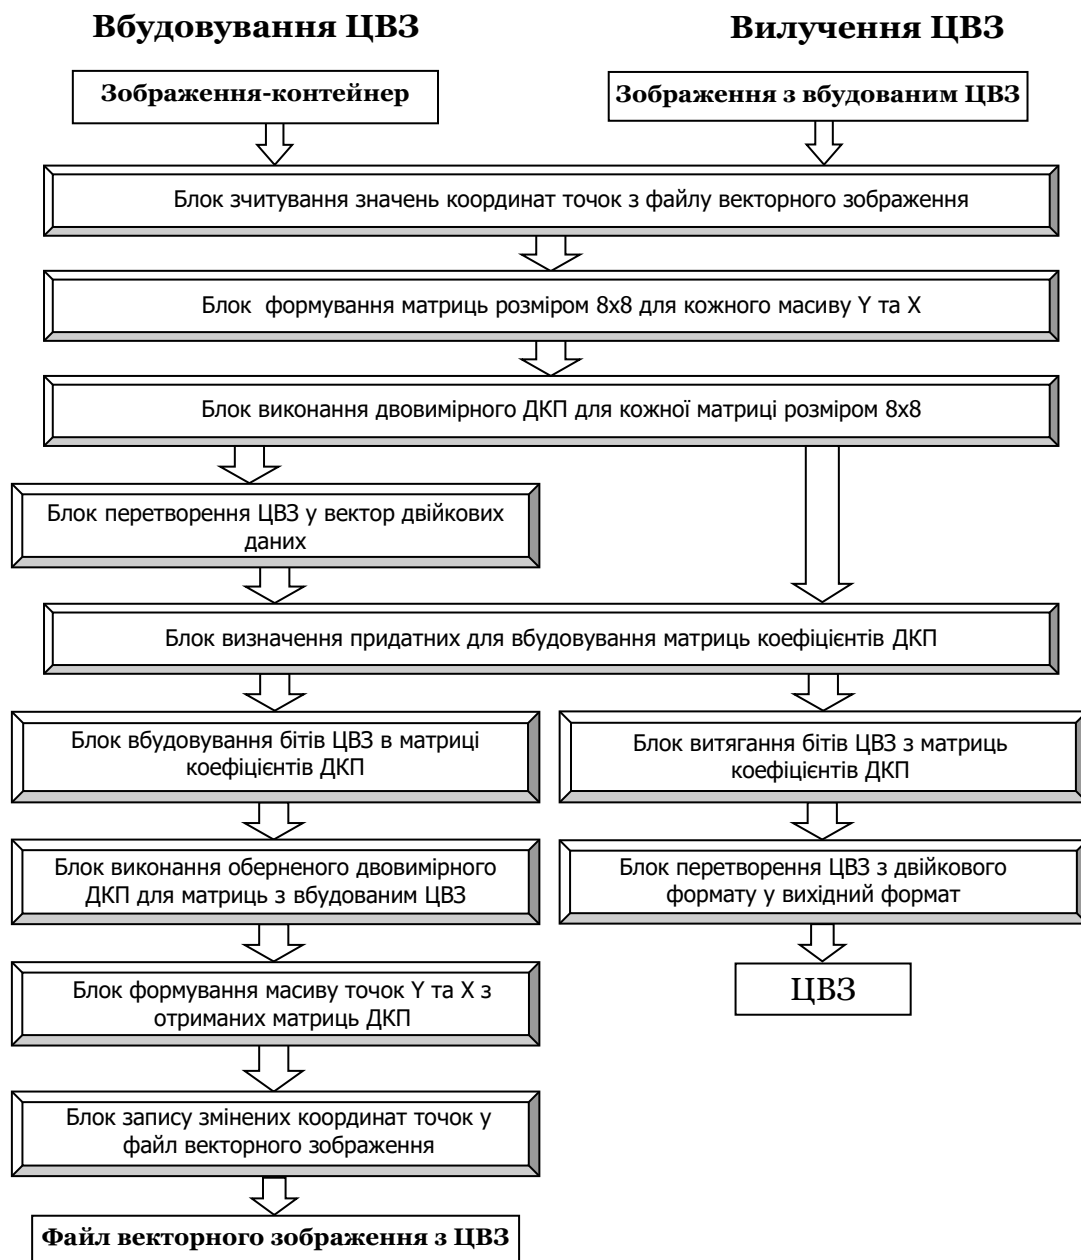 Вбудовування ЦВЗ
Вилучення ЦВЗ
Зображення-контейнер
Зображення з вбудованим ЦВЗ
Блок зчитування значень координат точок з файлу векторного зображення
Блок формування матриць розміром 8х8 для кожного масиву Y та X
Блок виконання двовимірного ДКП для кожної матриці розміром 8х8
Блок перетворення ЦВЗ у вектор двійкових
даних
Блок визначення придатних для вбудовування матриць коефіцієнтів ДКП
Блок вбудовування бітів ЦВЗ в матриці
коефіцієнтів ДКП
Блок витягання бітів ЦВЗ з матриць
коефіцієнтів ДКП
Блок виконання оберненого двовимірного
ДКП для матриць з вбудованим ЦВЗ
Блок перетворення ЦВЗ з двійкового
формату у вихідний формат
Блок формування масиву точок Y та X з
отриманих матриць ДКП
ЦВЗ
Блок запису змінених координат точок у
файл векторного зображення
Файл векторного зображення з ЦВЗ